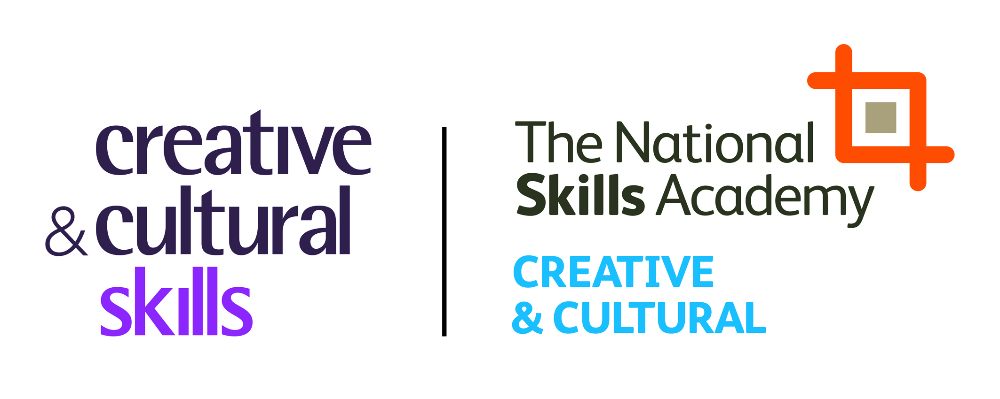 creative
& cultural
skills
The National
Skills Academy
CREATIVE
& CULTURAL